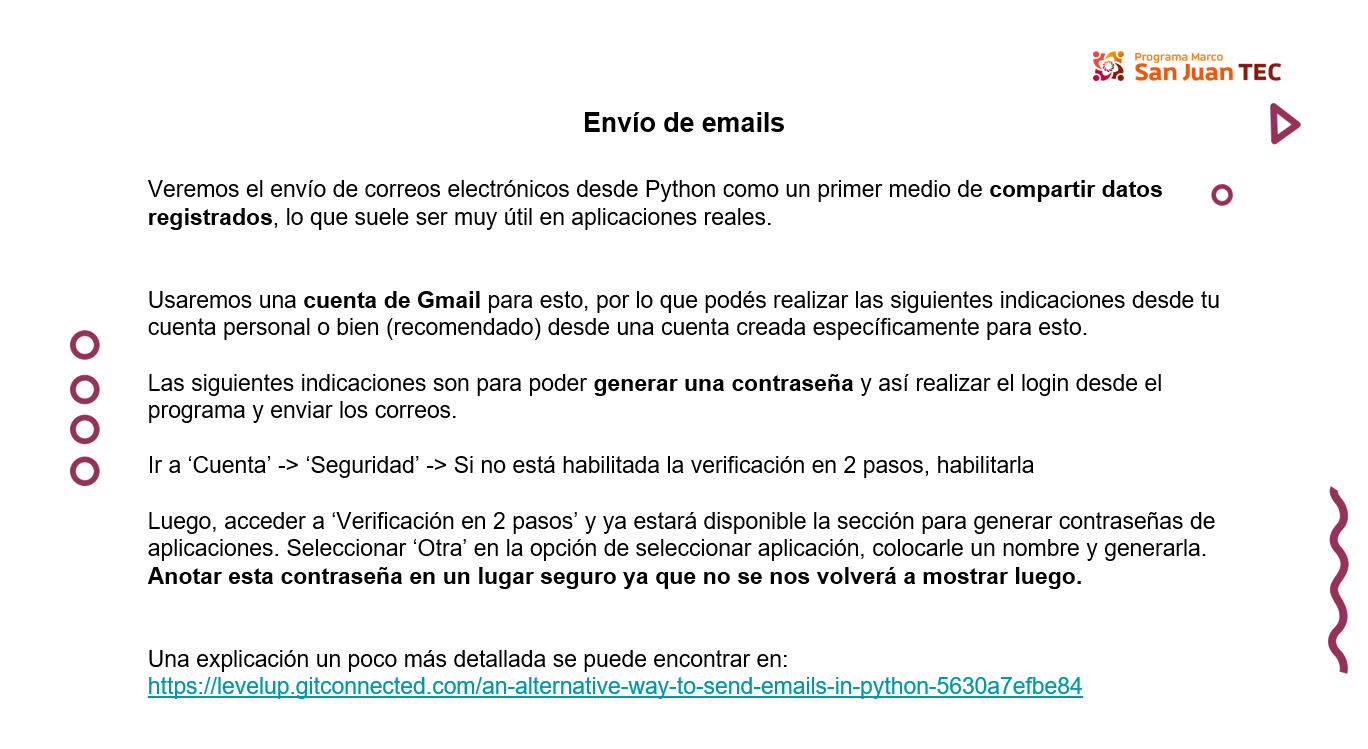 Programa Marco
San Juan TEC
Envío de emails
Veremos el envío de correos electrónicos desde Python como un primer medio de compartir datos
registrados, lo que suele ser muy útil en aplicaciones reales.
Usaremos una cuenta de Gmail para esto, por lo que podés realizar las siguientes indicaciones desde tu
cuenta personal o bien (recomendado) desde una cuenta creada específicamente para esto.
Las siguientes indicaciones son para poder generar una contraseña y así realizar el login desde el
programa y enviar los correos.
Ir a ‘Cuenta’ -> ‘Seguridad’ -> Si no está habilitada la verificación en 2 pasos, habilitarla
Luego, acceder a ‘Verificación en 2 pasos’ y ya estará disponible la sección para generar contraseñas de
aplicaciones. Seleccionar ‘Otra’ en la opción de seleccionar aplicación, colocarle un nombre y generarla.
Anotar esta contraseña en un lugar seguro ya que no se nos volverá a mostrar luego.
Una explicación un poco más detallada se puede encontrar en:
https://levelup.gitconnected.com/an-alternative-way-to-send-emails-in-python-5630a7efbe84